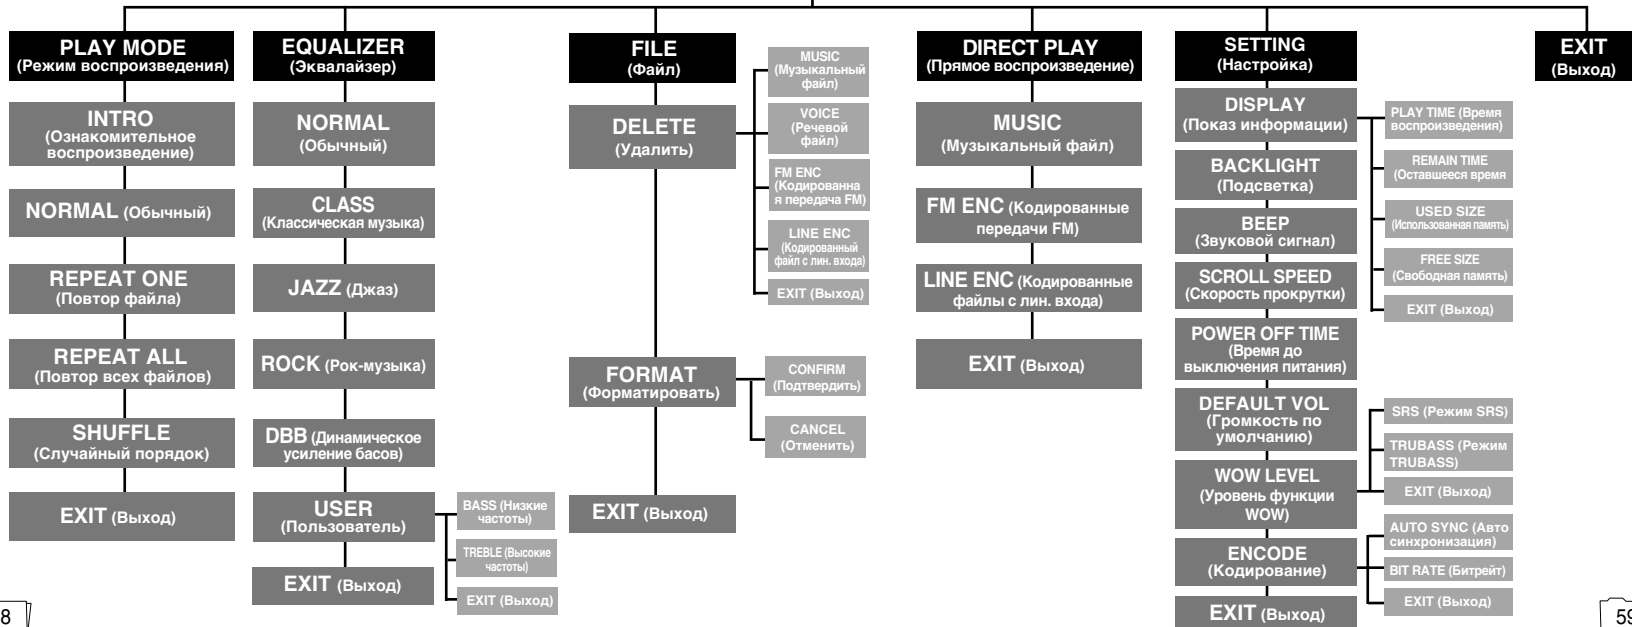 PLAY MODE
(Режим воспроизведения)
INTRO
(Ознакомительное
воспроизведение)
NORMAL (Обычный)
REPEAT ONE
(Повтор файла)
REPEAT ALL
(Повтор всех файлов)
SHUFFLE
(Случайный порядок)
EXIT (Выход)
EQUALIZER
(Эквалайзер)
NORMAL
(Обычный)
CLASS
(Классическая музыка)
JAZZ (Джаз)
ROCK (Рок-музыка)
DBB (Динамическое
усиление басов)
USER
(Пользователь)
BASS (Низкие
частоты)
TREBLE (Высокие
частоты)
EXIT (Выход)
EXIT (Выход)
FILE
(Файл)
DELETE
(Удалить)
MUSIC
(Музыкальный
файл)
VOICE
(Речевой
файл)
FM ENC
(Кодированна
я передача FM)
LINE ENC
(Кодированный
файл с лин. входа)
EXIT (Выход)
FORMAT
(Форматировать)
CONFIRM
(Подтвердить)
CANCEL
(Отменить)
EXIT (Выход)
DIRECT PLAY
(Прямое воспроизведение)
MUSIC
(Музыкальный файл)
FM ENC (Кодированные
передачи FM)
LINE ENC (Кодированные
файлы с лин. входа)
EXIT (Выход)
SETTING
(Настройка)
DISPLAY
(Показ информации)
PLAY TIME (Время
воспроизведения)
REMAIN TIME
(Оставшееся время
USED SIZE
(Использованная память)
FREE SIZE
(Свободная память)
EXIT (Выход)
BACKLIGHT
(Подсветка)
BEEP
(Звуковой сигнал)
SCROLL SPEED
(Скорость прокрутки)
POWER OFF TIME
(Время до
выключения питания)
DEFAULT VOL
(Громкость по
умолчанию)
WOW LEVEL
(Уровень функции
WOW)
SRS (Режим SRS)
TRUBASS (Режим
TRUBASS)
EXIT (Выход)
ENCODE
(Кодирование)
AUTO SYNC (Авто
синхронизация)
BIT RATE (Битрейт)
EXIT (Выход)
EXIT (Выход)
EXIT
(Выход)
8
59